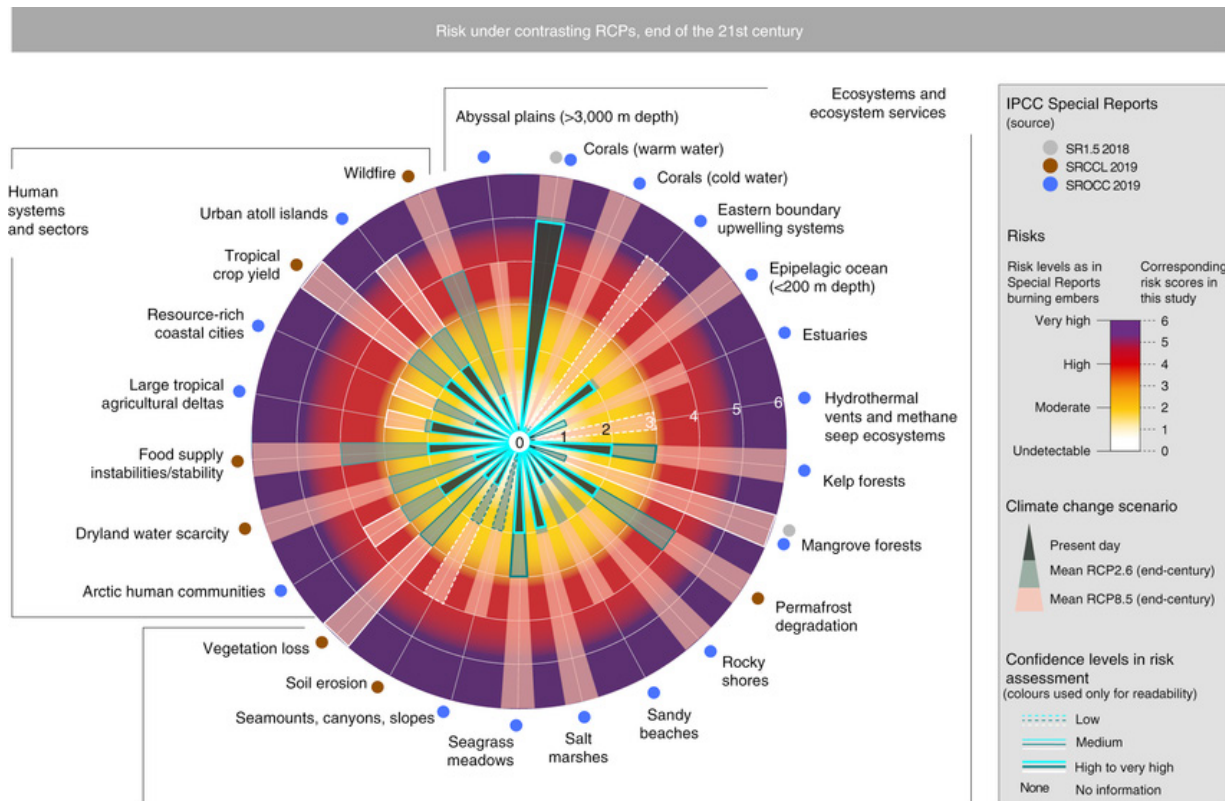 Risk under contrasting RCPs, end of the 21st century
Ecosystems and
ecosystem services
Abyssal plains (>3,000 m depth)
Corals (warm water)
Corals (cold water)
Eastern boundary
upwelling systems
Epipelagic ocean
(<200 m depth)
Estuaries
Hydrothermal
vents and methane
seep ecosystems
Kelp forests
Mangrove forests
Permafrost
degradation
Rocky
shores
Sandy
beaches
Salt
marshes
Seagrass
meadows
Seamounts, canyons, slopes
Soil erosion
Vegetation loss
Human
systems
and sectors
Arctic human communities
Dryland water scarcity
Food supply
instabilities/stability
Large tropical
agricultural deltas
Resource-rich
coastal cities
Tropical
crop yield
Urban atoll islands
Wildfire
0 1 2 3 4 5 6
IPCC Special Reports
(source)
SR1.5 2018
SRCCL 2019
SROCC 2019
Risks
Risk levels as in
Special Reports
burning embers
Corresponding
risk scores in
this study
Very high
High
Moderate
Undetectable
6
5
4
3
2
1
0
Climate change scenario
Present day
Mean RCP2.6 (end-century)
Mean RCP8.5 (end-century)
Confidence levels in risk
assessment
(colours used only for readability)
Low
Medium
High to very high
None No information